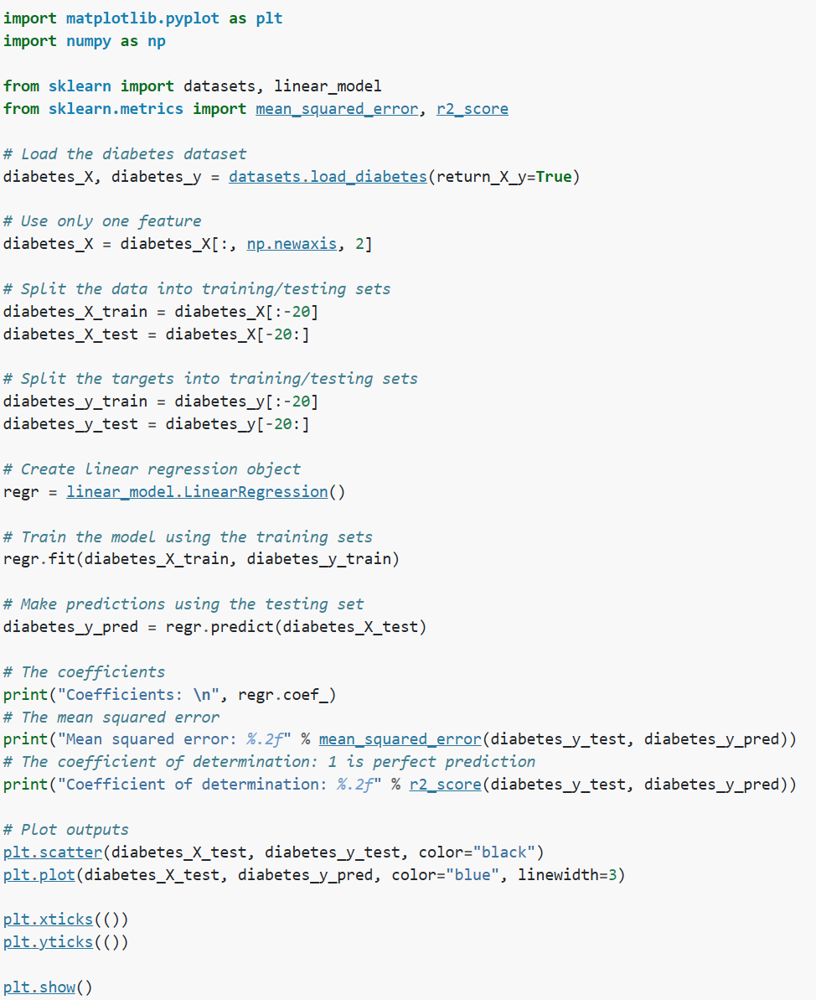 import matplotlib.pyplot as plt
import numpy as np

from sklearn import datasets, linear_model
from sklearn.metrics import mean_squared_error, r2_score

# Load the diabetes dataset
diabetes_X, diabetes_y = datasets.load_diabetes(return_X_y=True)

# Use only one feature
diabetes_X = diabetes_X[:, np.newaxis, 2]

# Split the data into training/testing sets
diabetes_X_train = diabetes_X[:-20]
diabetes_X_test = diabetes_X[-20:]

# Split the targets into training/testing sets
diabetes_y_train = diabetes_y[:-20]
diabetes_y_test = diabetes_y[-20:]

# Create linear regression object
regr = linear_model.LinearRegression()

# Train the model using the training sets
regr.fit(diabetes_X_train, diabetes_y_train)

# Make predictions using the testing set
diabetes_y_pred = regr.predict(diabetes_X_test)

# The coefficients
print("Coefficients: \n", regr.coef_)
# The mean squared error
print("Mean squared error: %.2f" % mean_squared_error(diabetes_y_test, diabetes_y_pred))
# The coefficient of determination: 1 is perfect prediction
print("Coefficient of determination: %.2f" % r2_score(diabetes_y_test, diabetes_y_pred))

# Plot outputs
plt.scatter(diabetes_X_test, diabetes_y_test, color="black")
plt.plot(diabetes_X_test, diabetes_y_pred, color="blue", linewidth=3)

plt.xticks(())
plt.yticks(())

plt.show()